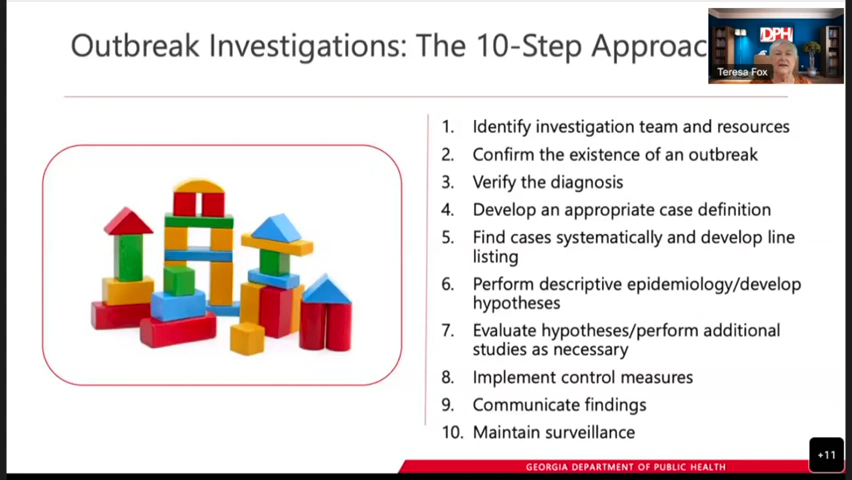 Outbreak Investigations: The 10-Step Approac
DPH
Teresa Fox
1. Identify investigation team and resources
2. Confirm the existence of an outbreak
3. Verify the diagnosis
4. Develop an appropriate case definition
5. Find cases systematically and develop line
listing
6. Perform descriptive epidemiology/develop
hypotheses
7. Evaluate hypotheses/perform additional
studies as necessary
8. Implement control measures
9. Communicate findings
10. Maintain surveillance
+11
GEORGIA DEPARTMENT OF PUBLIC HEALTH